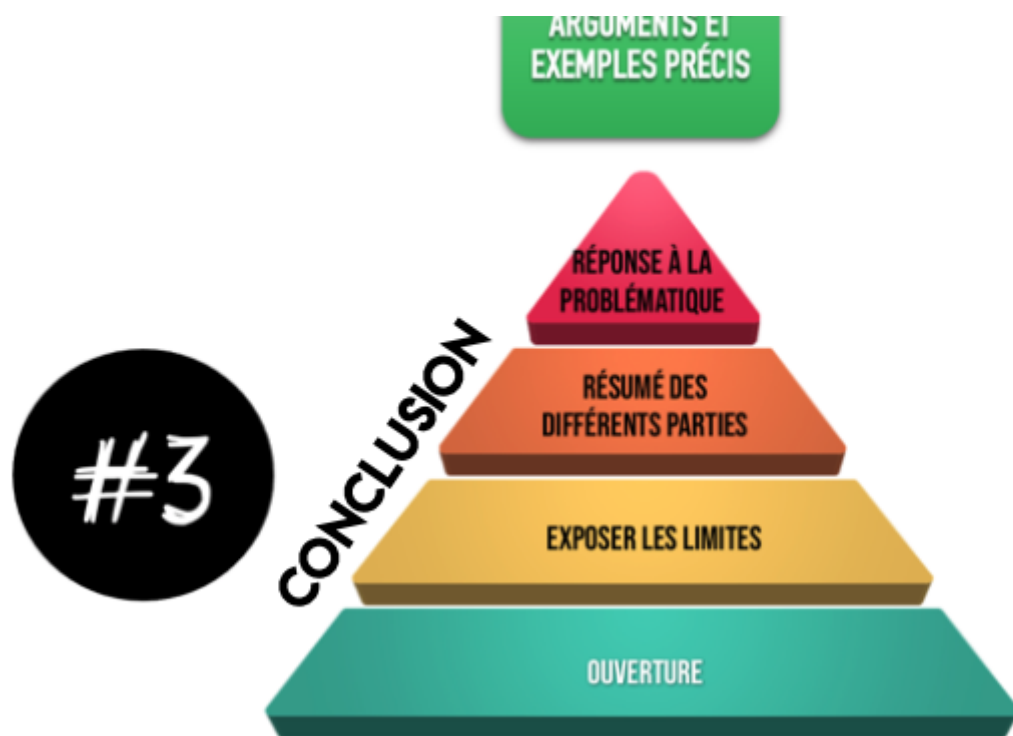 ARGUMENTS ET
EXEMPLES PRÉCIS
RÉPONSE À LA
PROBLÉMATIQUE
RÉSUMÉ DES
DIFFÉRENTS PARTIES
EXPOSER LES LIMITES
OUVERTURE
CONCLUSION
#3